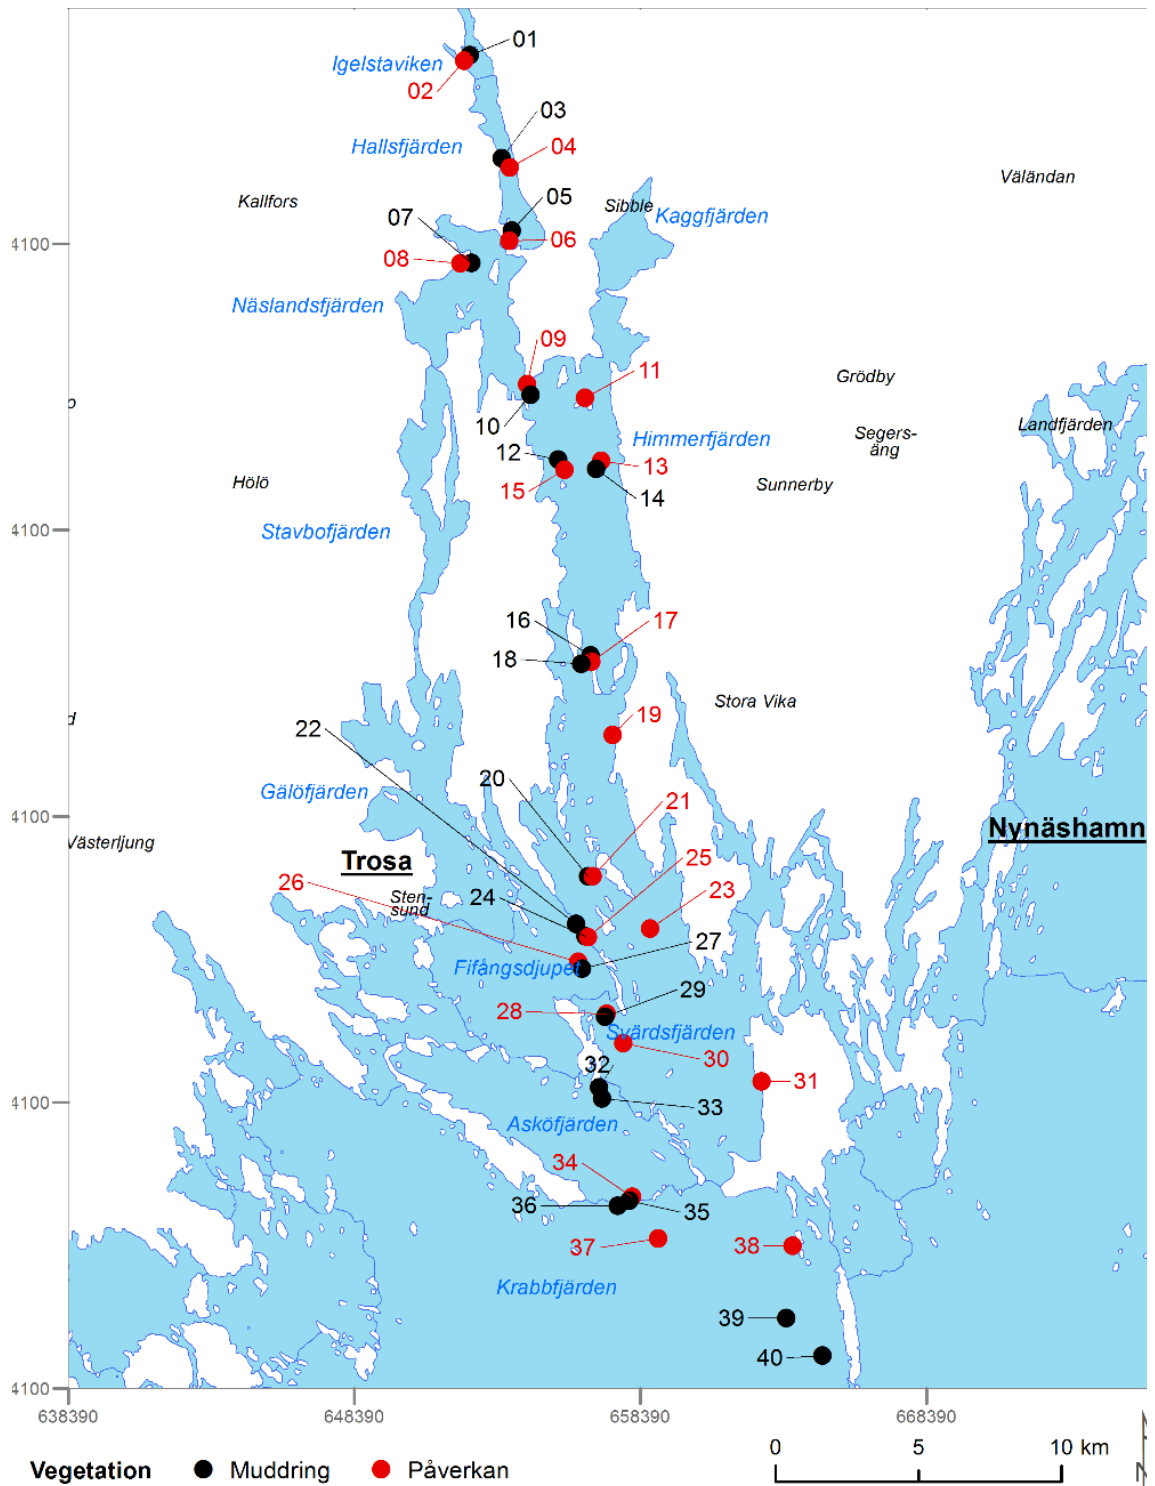 01
Igelstaviken
02
03
Hallsfjärden
04
Väländan
05
Kallfors
Sibble
07
Kaggfjärden
06
4100
08
Näslandsfjärden
09
11
Grödby
o
10
Landfjärden
Himmerfjärden
Segers-
äng
12
13
Hölö
15
Sunnerby
14
Stavbofjärden
16
17
18
4100
Stora Vika
19
d
22
20
Gälöfjärden
21
4100
Nynäshamn
Västerljung
Trosa
25
26
Sten-
sund
24
23
27
Fifångsdjupet
29
28
Svärdsfjärden
30
32
31
4100
33
Asköfjärden
34
36
35
37
38
Krabbfjärden
39
40
4100
638390
648390
658390
668390
0
5
10 km
Vegetation
Muddring
Påverkan